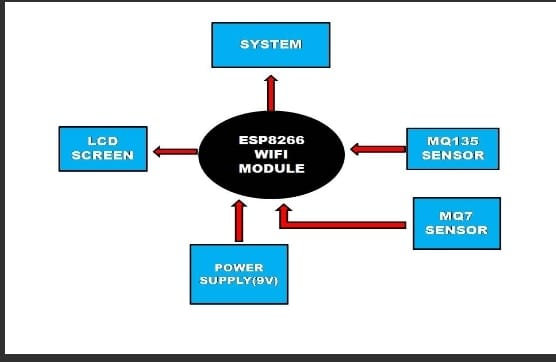 SYSTEM
LCD
SCREEN
ESP8266
WIFI
MODULE
MQ135
SENSOR
MQ7
SENSOR
POWER
SUPPLY(9V)